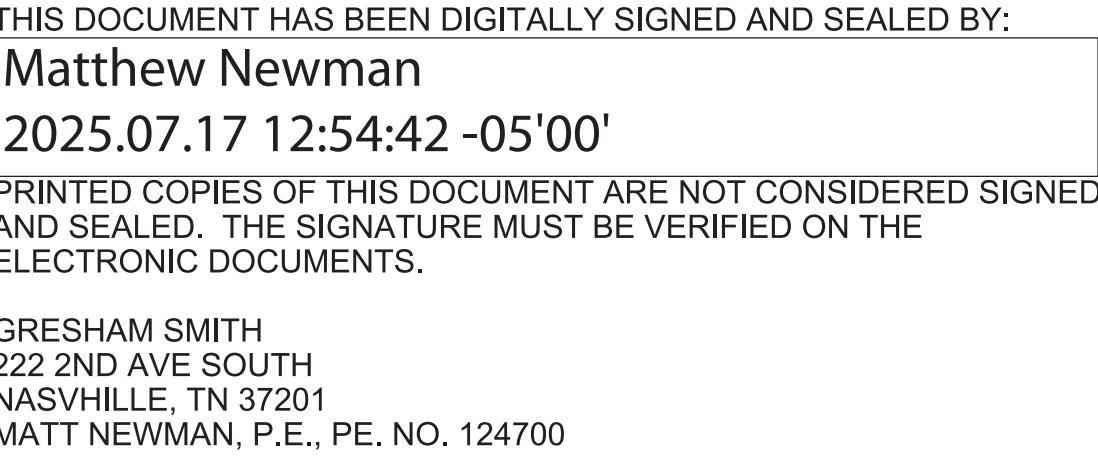 THIS DOCUMENT HAS BEEN DIGITALLY SIGNED AND SEALED BY:
Matthew Newman
2025.07.17 12:54:42 -05'00'
PRINTED COPIES OF THIS DOCUMENT ARE NOT CONSIDERED SIGNED
AND SEALED. THE SIGNATURE MUST BE VERIFIED ON THE
ELECTRONIC DOCUMENTS.
GRESHAM SMITH
222 2ND AVE SOUTH
NASVHILLE, TN 37201
MATT NEWMAN, P.E., PE. NO. 124700